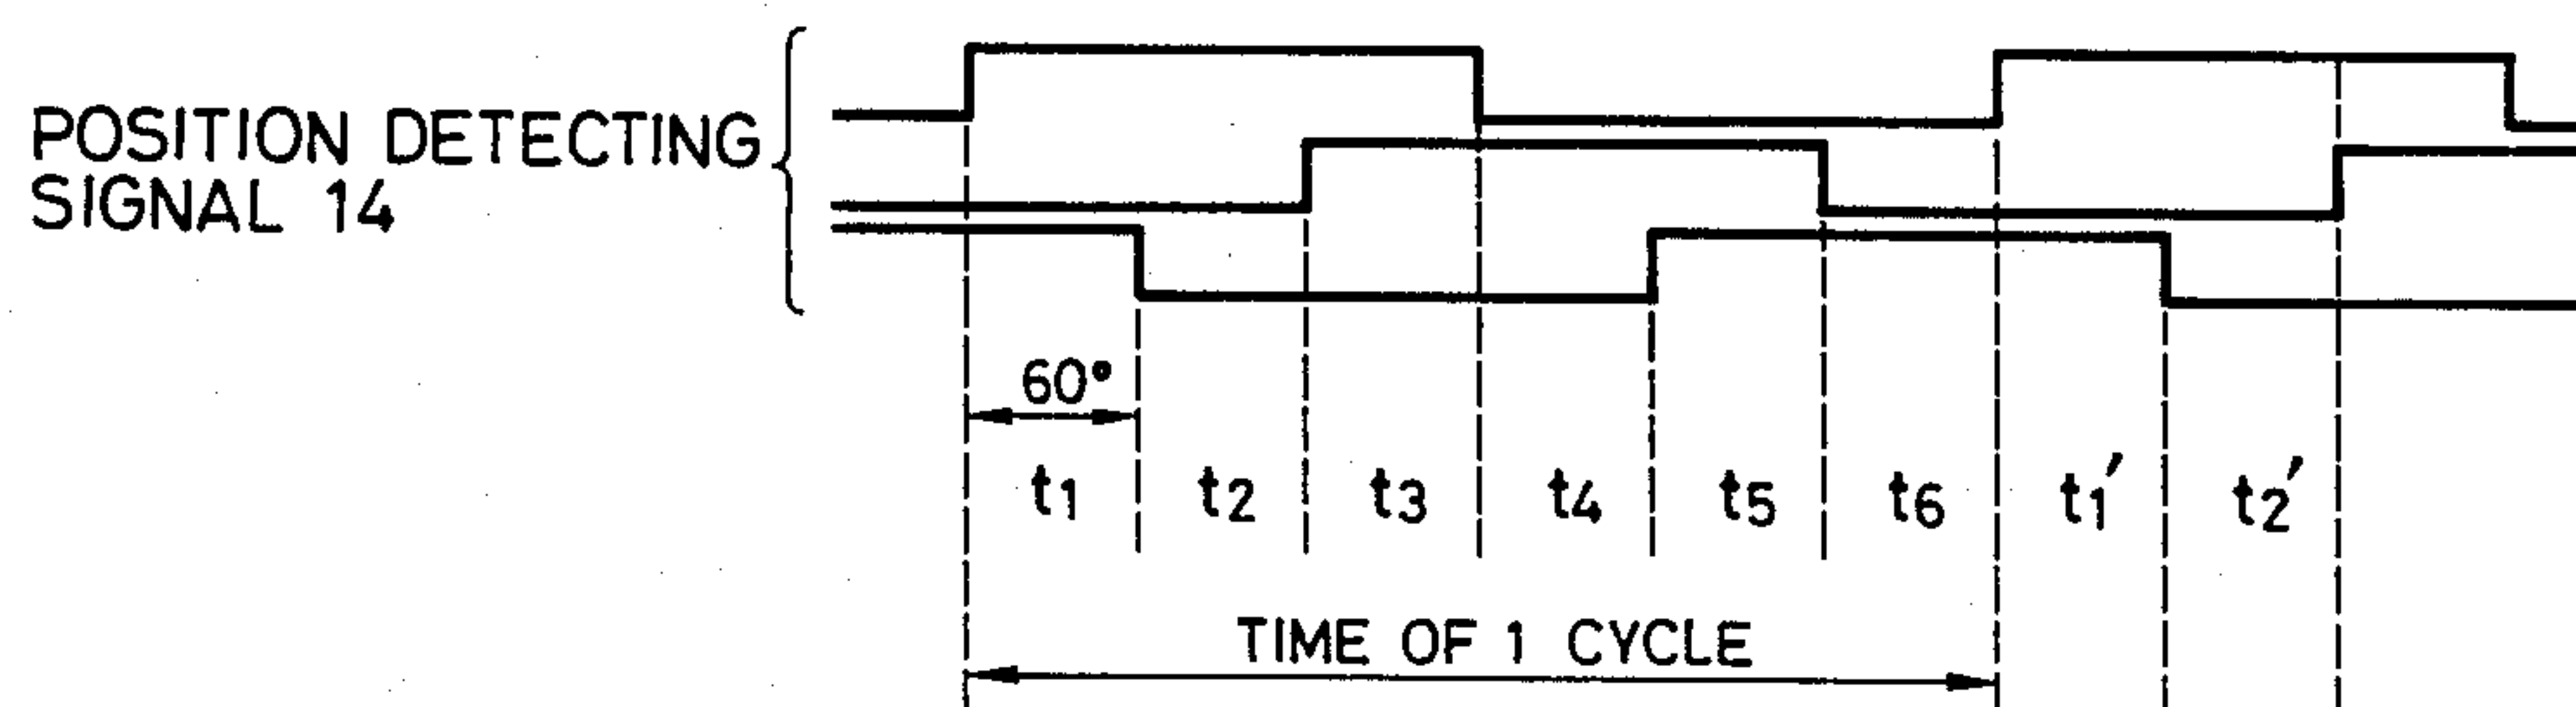 POSITION DETECTING
SIGNAL 14
60°
t1 t2 t3 t4 t5 t6 t1' t2'
TIME OF 1 CYCLE